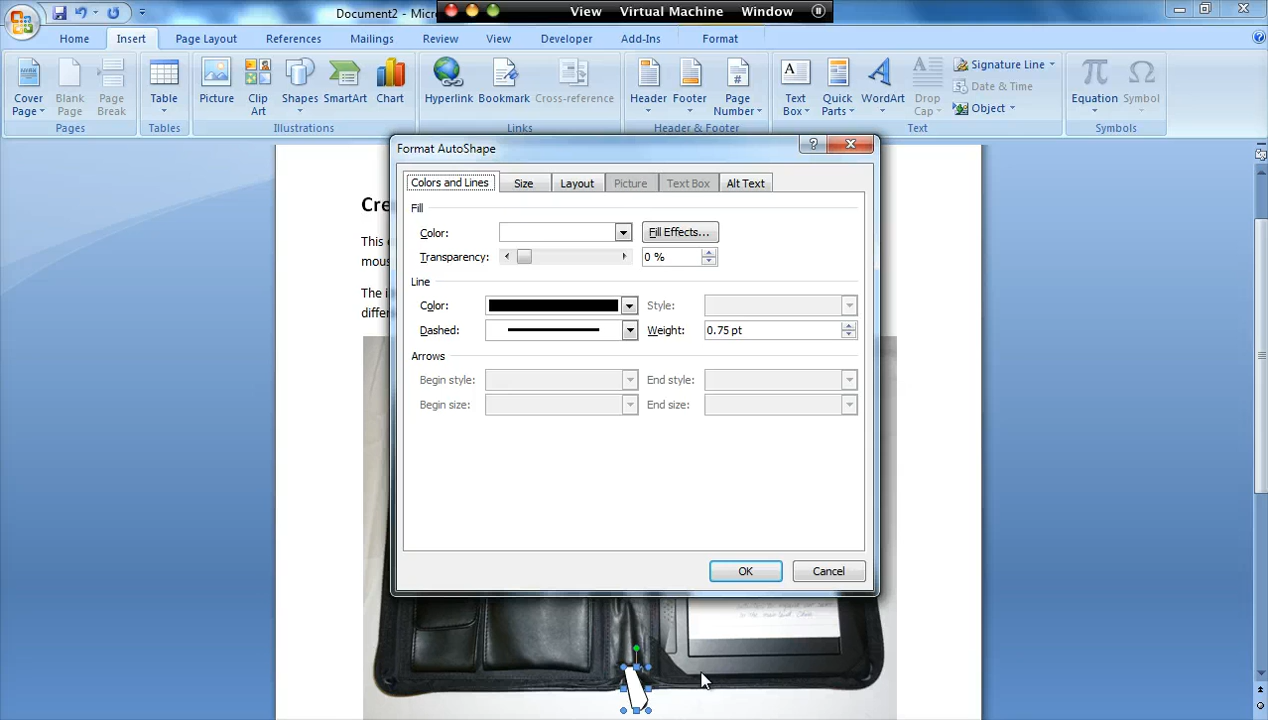 Document2 - Micr
View Virtual Machine Window
Home Insert Page Layout References Mailings Review View Developer Add-Ins Format
Cover Page
Blank Page
Page Break
Table
Picture
Clip Art
Shapes
SmartArt
Chart
Hyperlink
Bookmark
Cross-reference
Header
Footer
Page Number
Text Box
Quick Parts
WordArt
Drop Cap
Signature Line
Date & Time
Object
Equation
Symbol
Pages Tables Illustrations Links Header & Footer Text Symbols
Format AutoShape
Colors and Lines Size Layout Picture Text Box Alt Text
Fill
Color: Fill Effects...
Transparency: 0 %
Line
Color: Style:
Dashed: Weight: 0.75 pt
Arrows
Begin style: End style:
Begin size: End size:
OK Cancel
Cre
This
mous
The i
differ